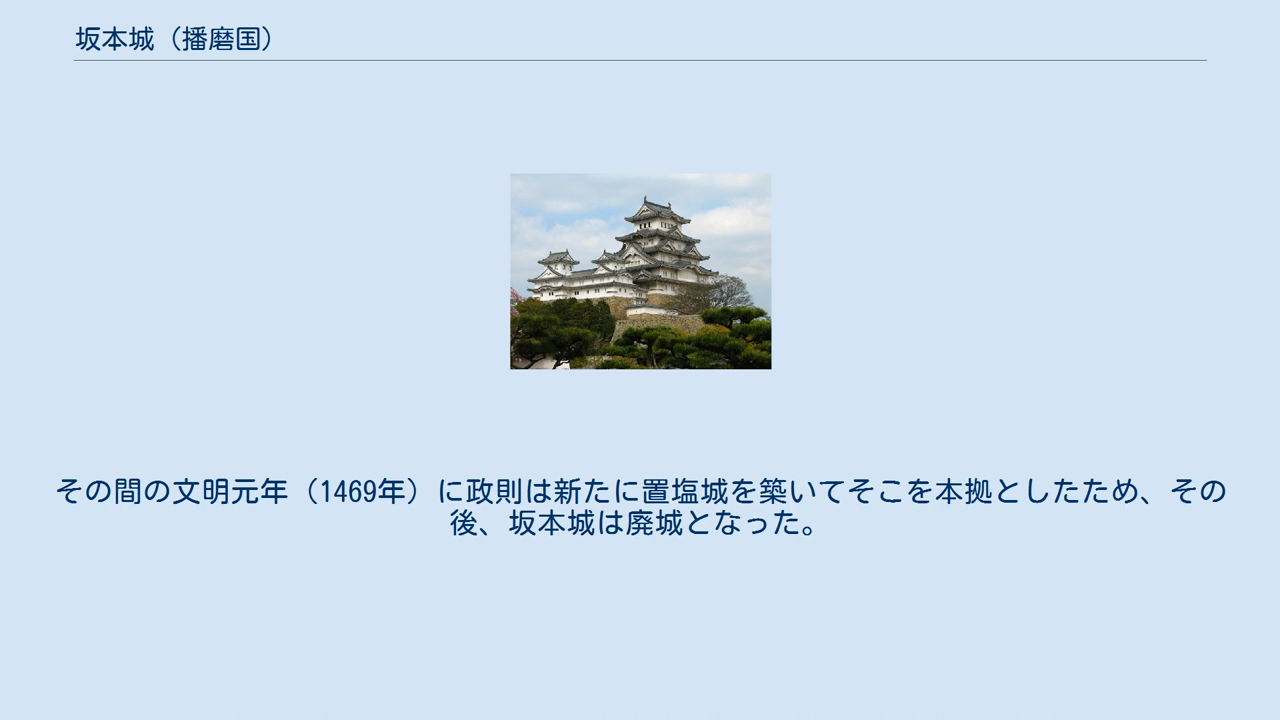 坂本城（播磨国）
その間の文明元年（1469年）に政則は新たに置塩城を築いてそこを本拠としたため、その
後、坂本城は廃城となった。